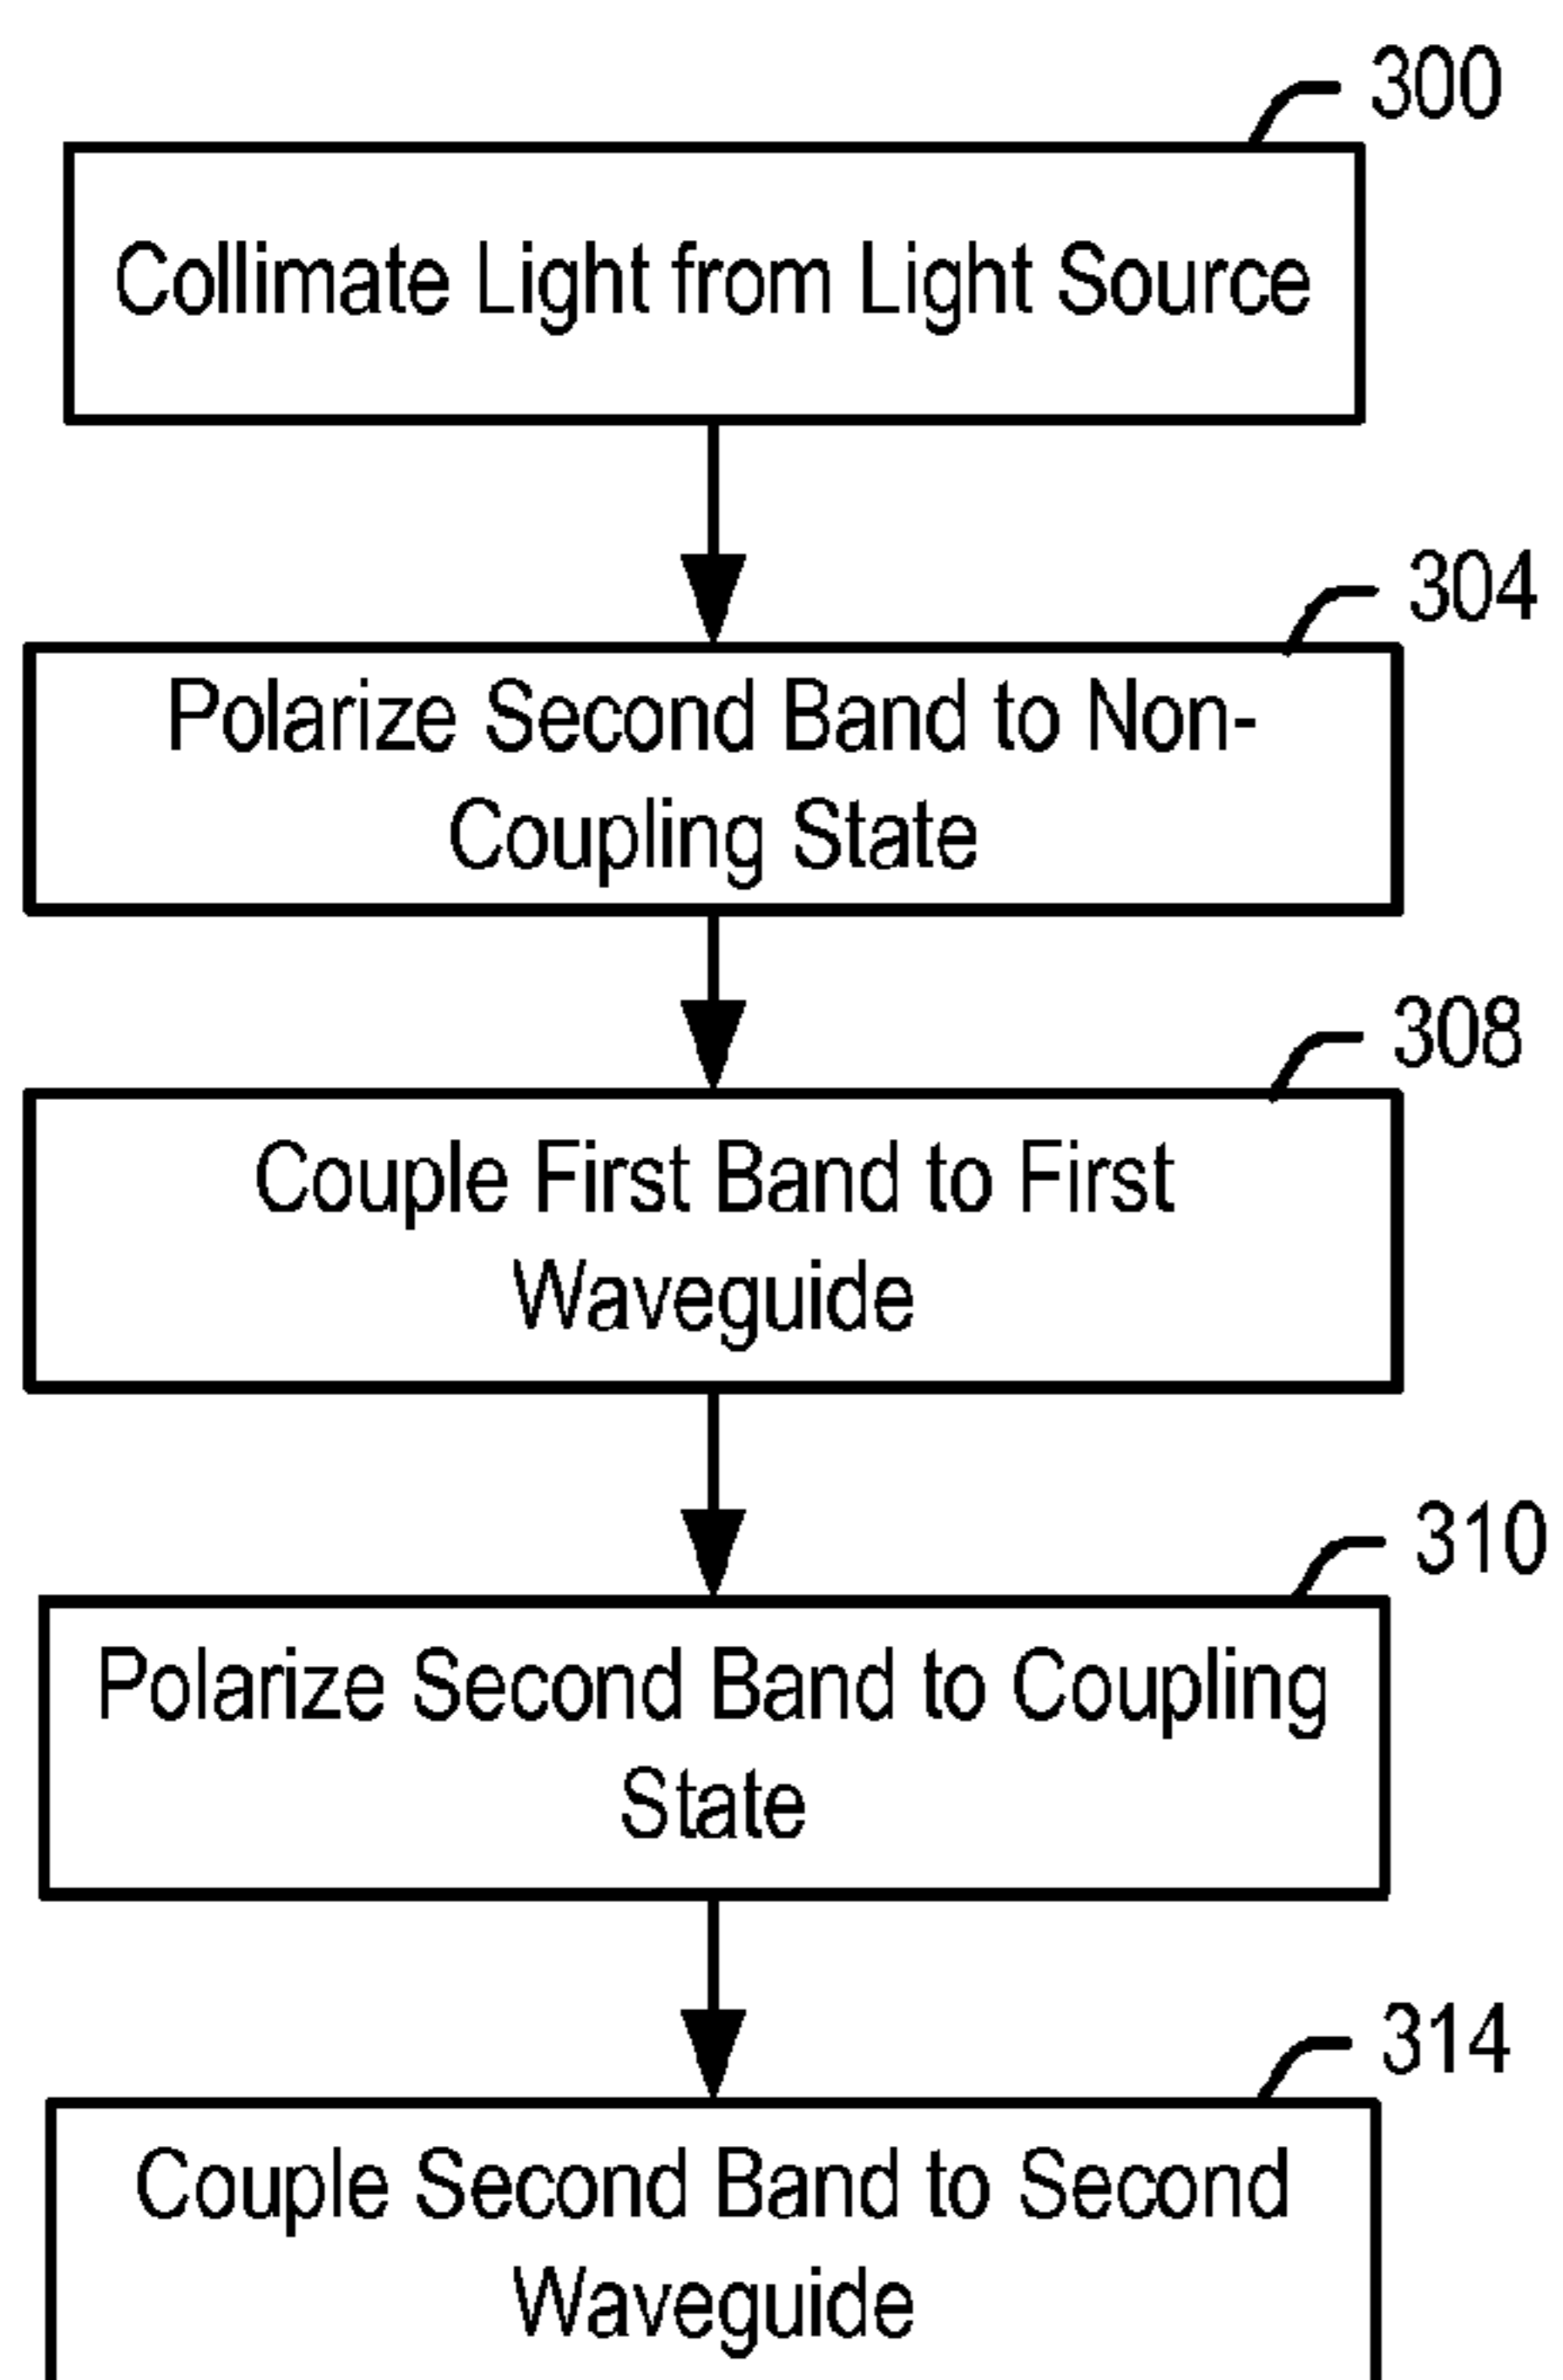 300
Collimate Light from Light Source
304
Polarize Second Band to Non-
Coupling State
308
Couple First Band to First
Waveguide
310
Polarize Second Band to Coupling
State
314
Couple Second Band to Second
Waveguide